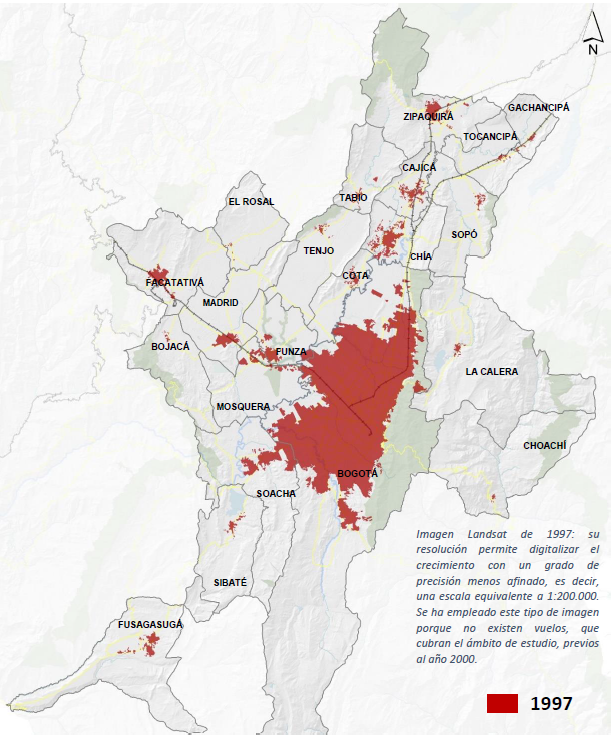 N
GACHANCIPÁ
ZIPAQUIRÁ
TOCANCIPÁ
CAJICÁ
TABIO
EL ROSAL
SOPÓ
TENJO
CHÍA
COTA
FACATATIVÁ
MADRID
BOJACÁ
FUNZA
LA CALERA
MOSQUERA
CHOACHÍ
BOGOTÁ
SOACHA
SIBATÉ
FUSAGASUGÁ
Imagen Landsat de 1997: su
resolución permite digitalizar el
crecimiento con un grado de
precisión menos afinado, es decir,
una escala equivalente a 1:200.000.
Se ha empleado este tipo de imagen
porque no existen vuelos, que
cubran el ámbito de estudio, previos
al año 2000.
1997